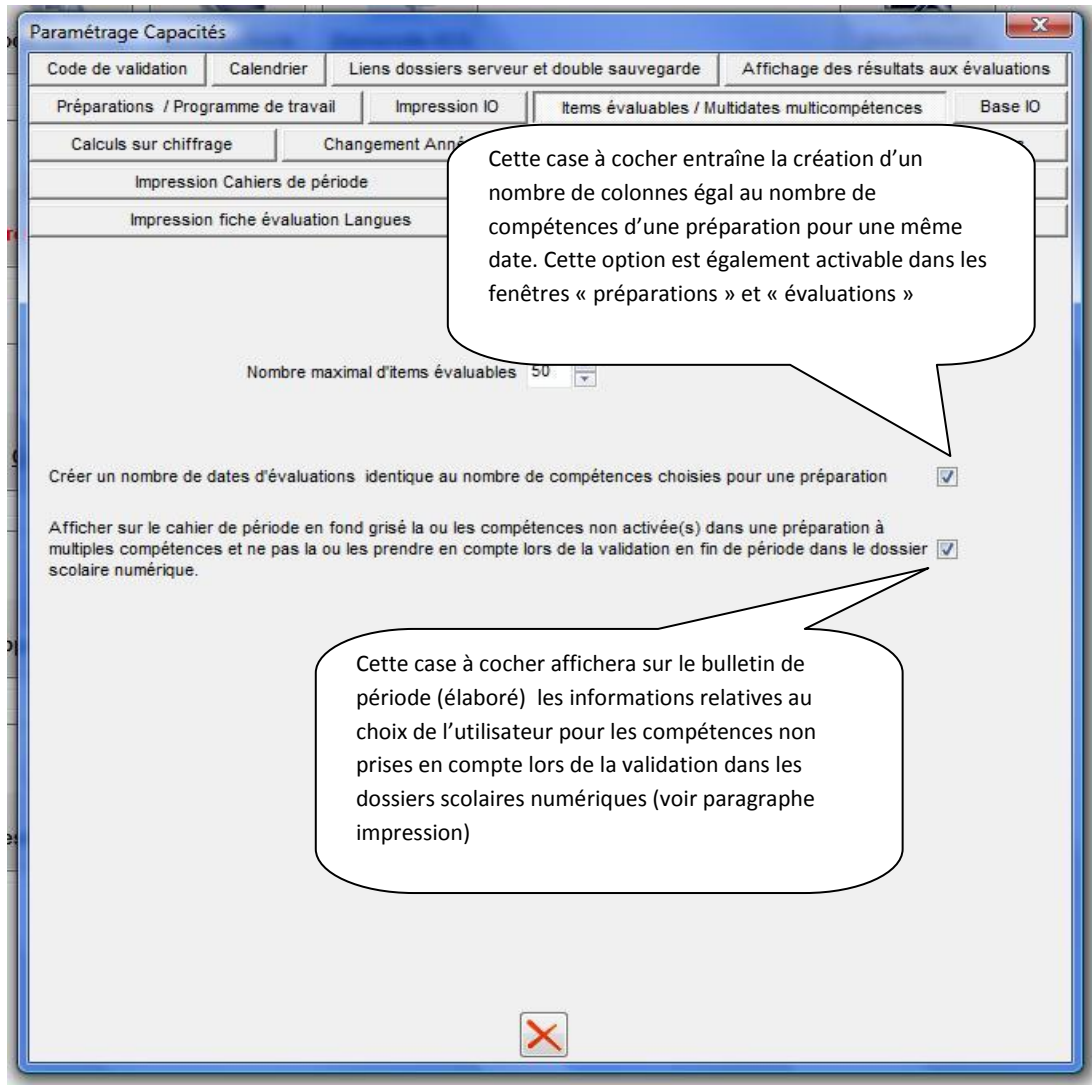 Paramétrage Capacités
Code de validation Calendrier Liens dossiers serveur et double sauvegarde Affichage des résultats aux évaluations
Préparations / Programme de travail Impression IO Items évaluables / Multidates multicompétences Base IO
Calculs sur chiffrage Changement
Impression Cahiers de période
Impression fiche évaluation Langues
Cette case à cocher entraîne la création d’un
nombre de colonnes égal au nombre de
compétences d’une préparation pour une même
date. Cette option est également activable dans les
fenêtres « préparations » et « évaluations »
Nombre maximal d'items évaluables 50
Créer un nombre de dates d'évaluations identique au nombre de compétences choisies pour une préparation
Afficher sur le cahier de période en fond grisé la ou les compétences non activée(s) dans une préparation à
multiples compétences et ne pas la ou les prendre en compte lors de la validation en fin de période dans le dossier
scolaire numérique.
Cette case à cocher affichera sur le bulletin de
période (élaboré) les informations relatives au
choix de l’utilisateur pour les compétences non
prises en compte lors de la validation dans les
dossiers scolaires numériques (voir paragraphe
impression)